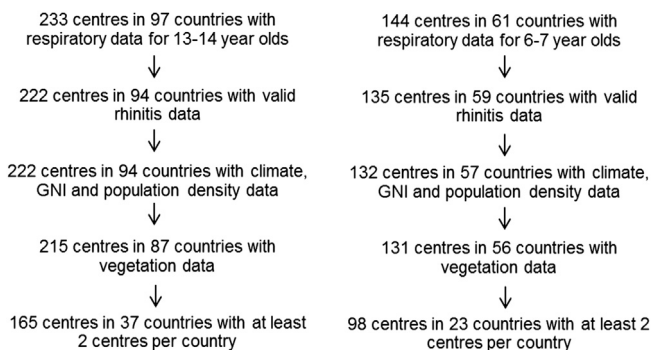 233 centres in 97 countries with
respiratory data for 13-14 year olds
222 centres in 94 countries with valid
rhinitis data
222 centres in 94 countries with climate,
GNI and population density data
215 centres in 87 countries with
vegetation data
165 centres in 37 countries with at least
2 centres per country
144 centres in 61 countries with
respiratory data for 6-7 year olds
135 centres in 59 countries with valid
rhinitis data
132 centres in 57 countries with climate,
GNI and population density data
131 centres in 56 countries with
vegetation data
98 centres in 23 countries with at least 2
centres per country